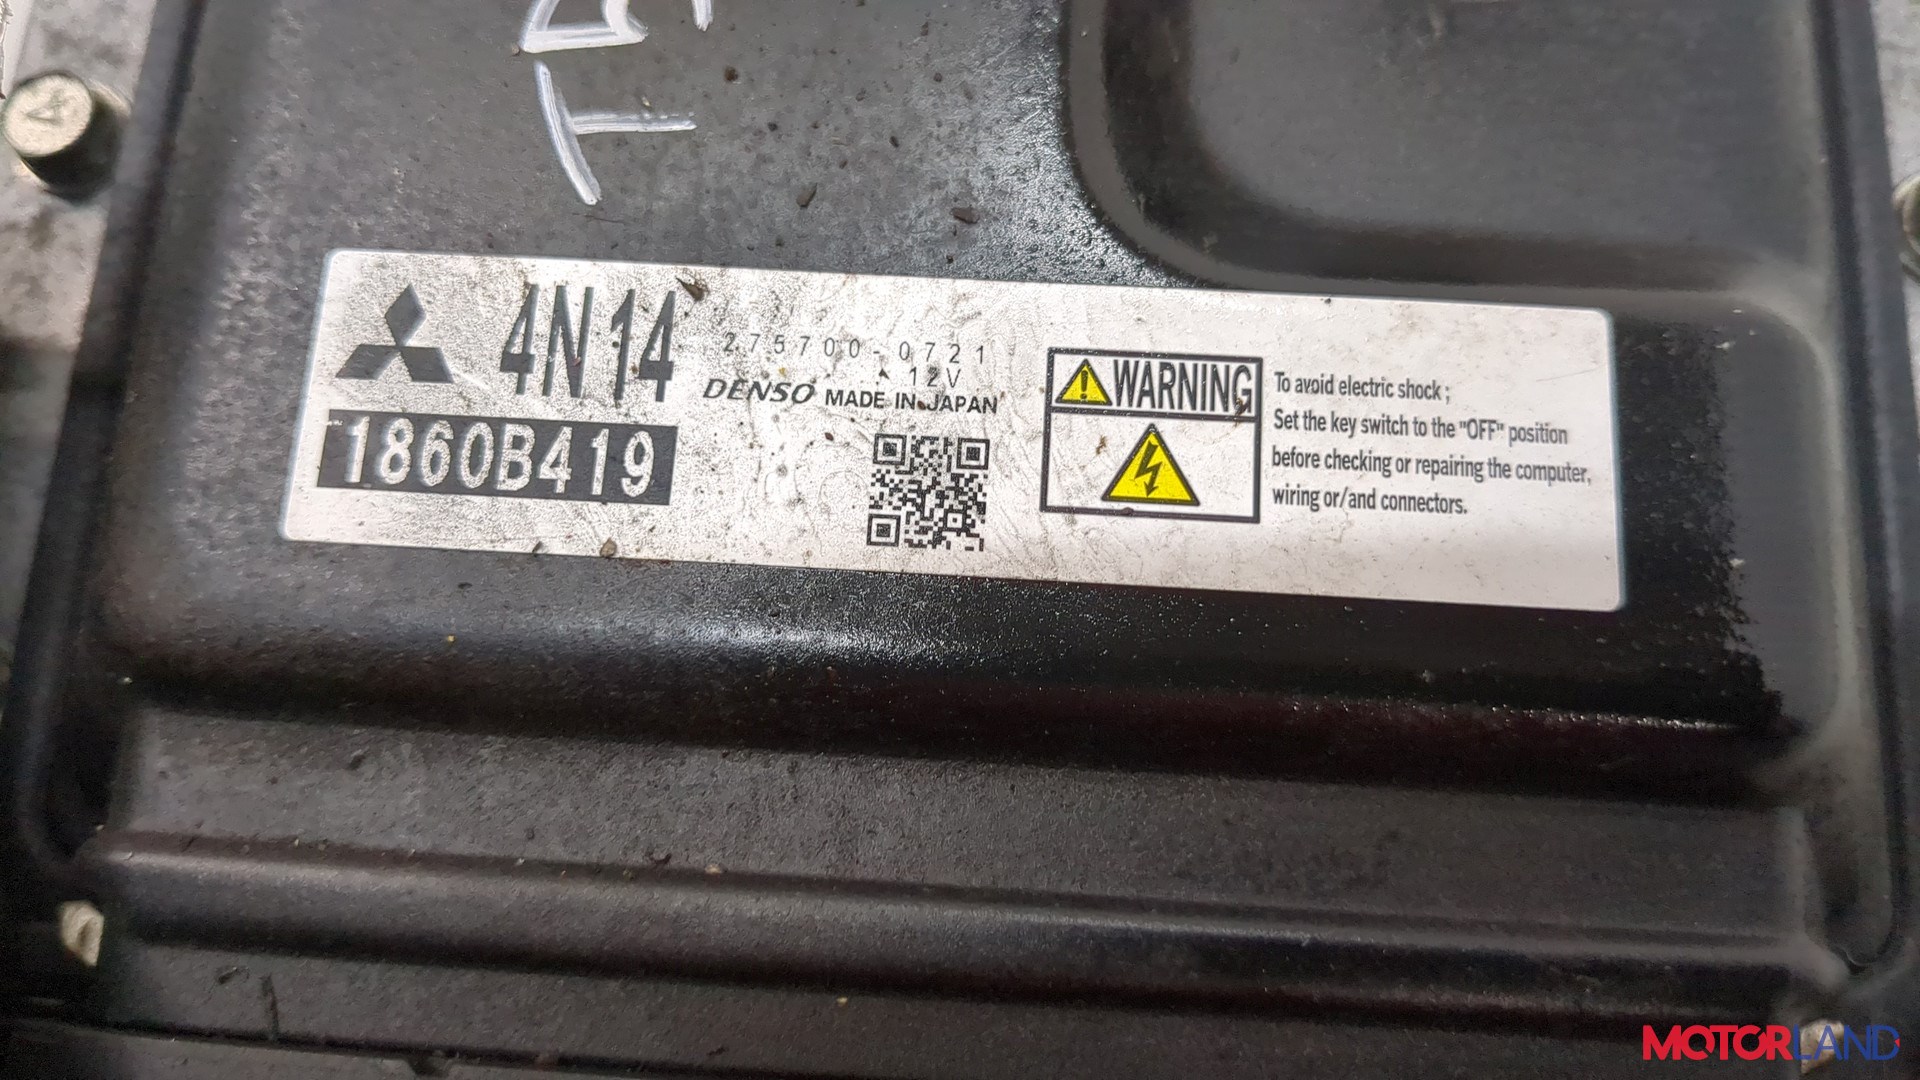 4N14
275700-0721
12V
DENSO MADE IN JAPAN
1860B419
WARNING
To avoid electric shock ;
Set the key switch to the "OFF" position
before checking or repairing the computer,
wiring or/and connectors.
4
MOTORLAND